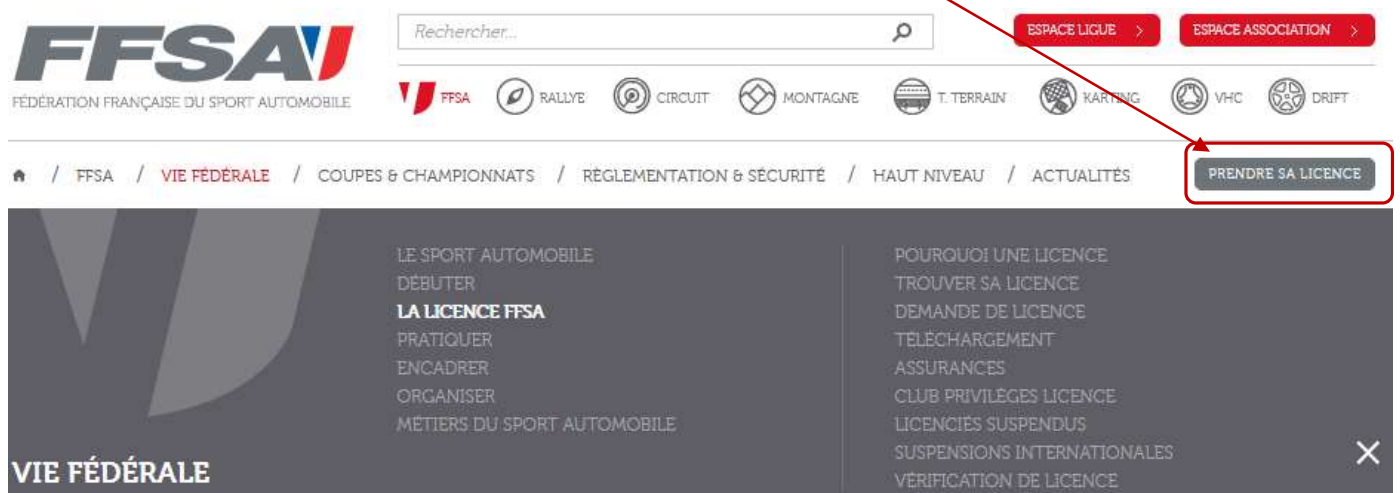 FFSA
FÉDÉRATION FRANÇAISE DU SPORT AUTOMOBILE
Rechercher...
ESPACE LIGUE >
ESPACE ASSOCIATION >
FFSA RALLYE CIRCUIT MONTAGNE T. TERRAIN KARTING VHC DRIFT
/ FFSA / VIE FÉDÉRALE / COUPES & CHAMPIONNATS / RÈGLEMENTATION & SÉCURITÉ / HAUT NIVEAU / ACTUALITÉS
PRENDRE SA LICENCE
LE SPORT AUTOMOBILE
DÉBUTER
LA LICENCE FFSA
PRATIQUER
ENCADRER
ORGANISER
MÉTIERS DU SPORT AUTOMOBILE
POURQUOI UNE LICENCE
TROUVER SA LICENCE
DEMANDE DE LICENCE
TÉLÉCHARGEMENT
ASSURANCES
CLUB PRIVILÈGES LICENCE
LICENCIÉS SUSPENDUS
SUSPENSIONS INTERNATIONALES
VÉRIFICATION DE LICENCE
VIE FÉDÉRALE